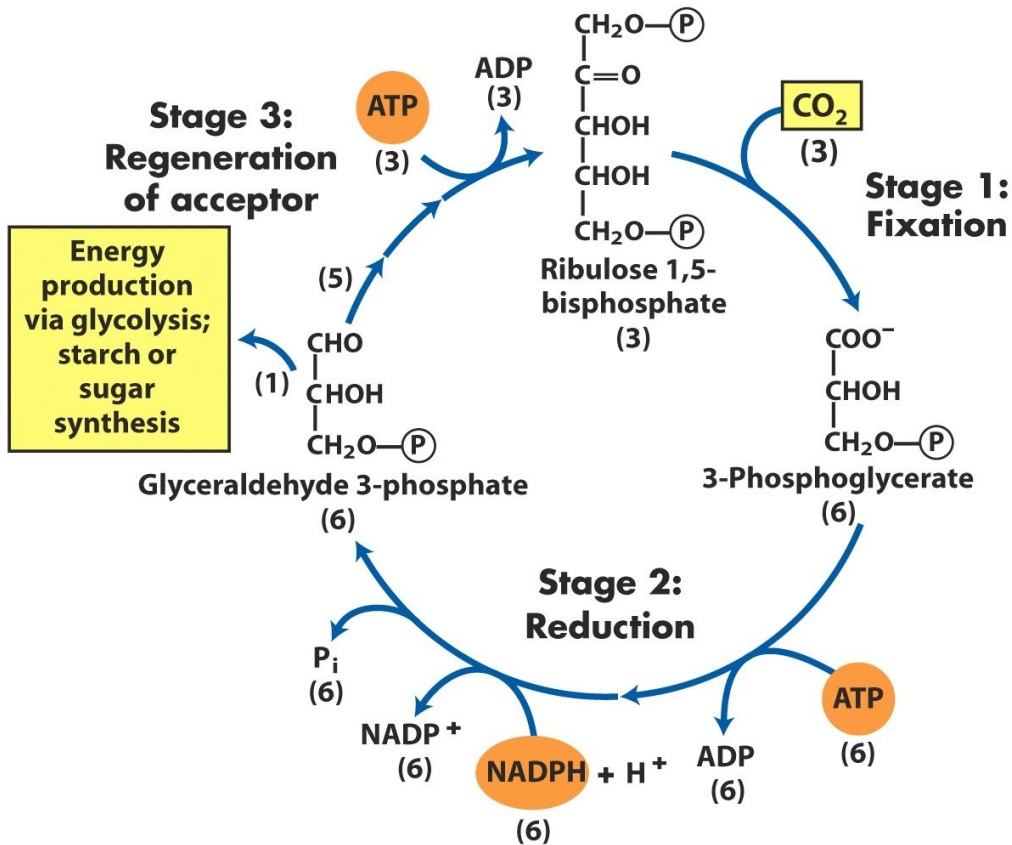 CH₂O—P
C=O
CHOH
CHOH
CH₂O—P
Ribulose 1,5-
bisphosphate
(3)
CO₂
(3)
Stage 1:
Fixation
COO⁻
CHOH
CH₂O—P
3-Phosphoglycerate
(6)
Stage 2:
Reduction
ATP
(6)
ADP
(6)
NADPH + H⁺
(6)
NADP⁺
(6)
Pᵢ
(6)
CHO
CHOH
CH₂O—P
Glyceraldehyde 3-phosphate
(6)
(1)
Energy
production
via glycolysis;
starch or
sugar
synthesis
(5)
Stage 3:
Regeneration
of acceptor
ATP
(3)
ADP
(3)